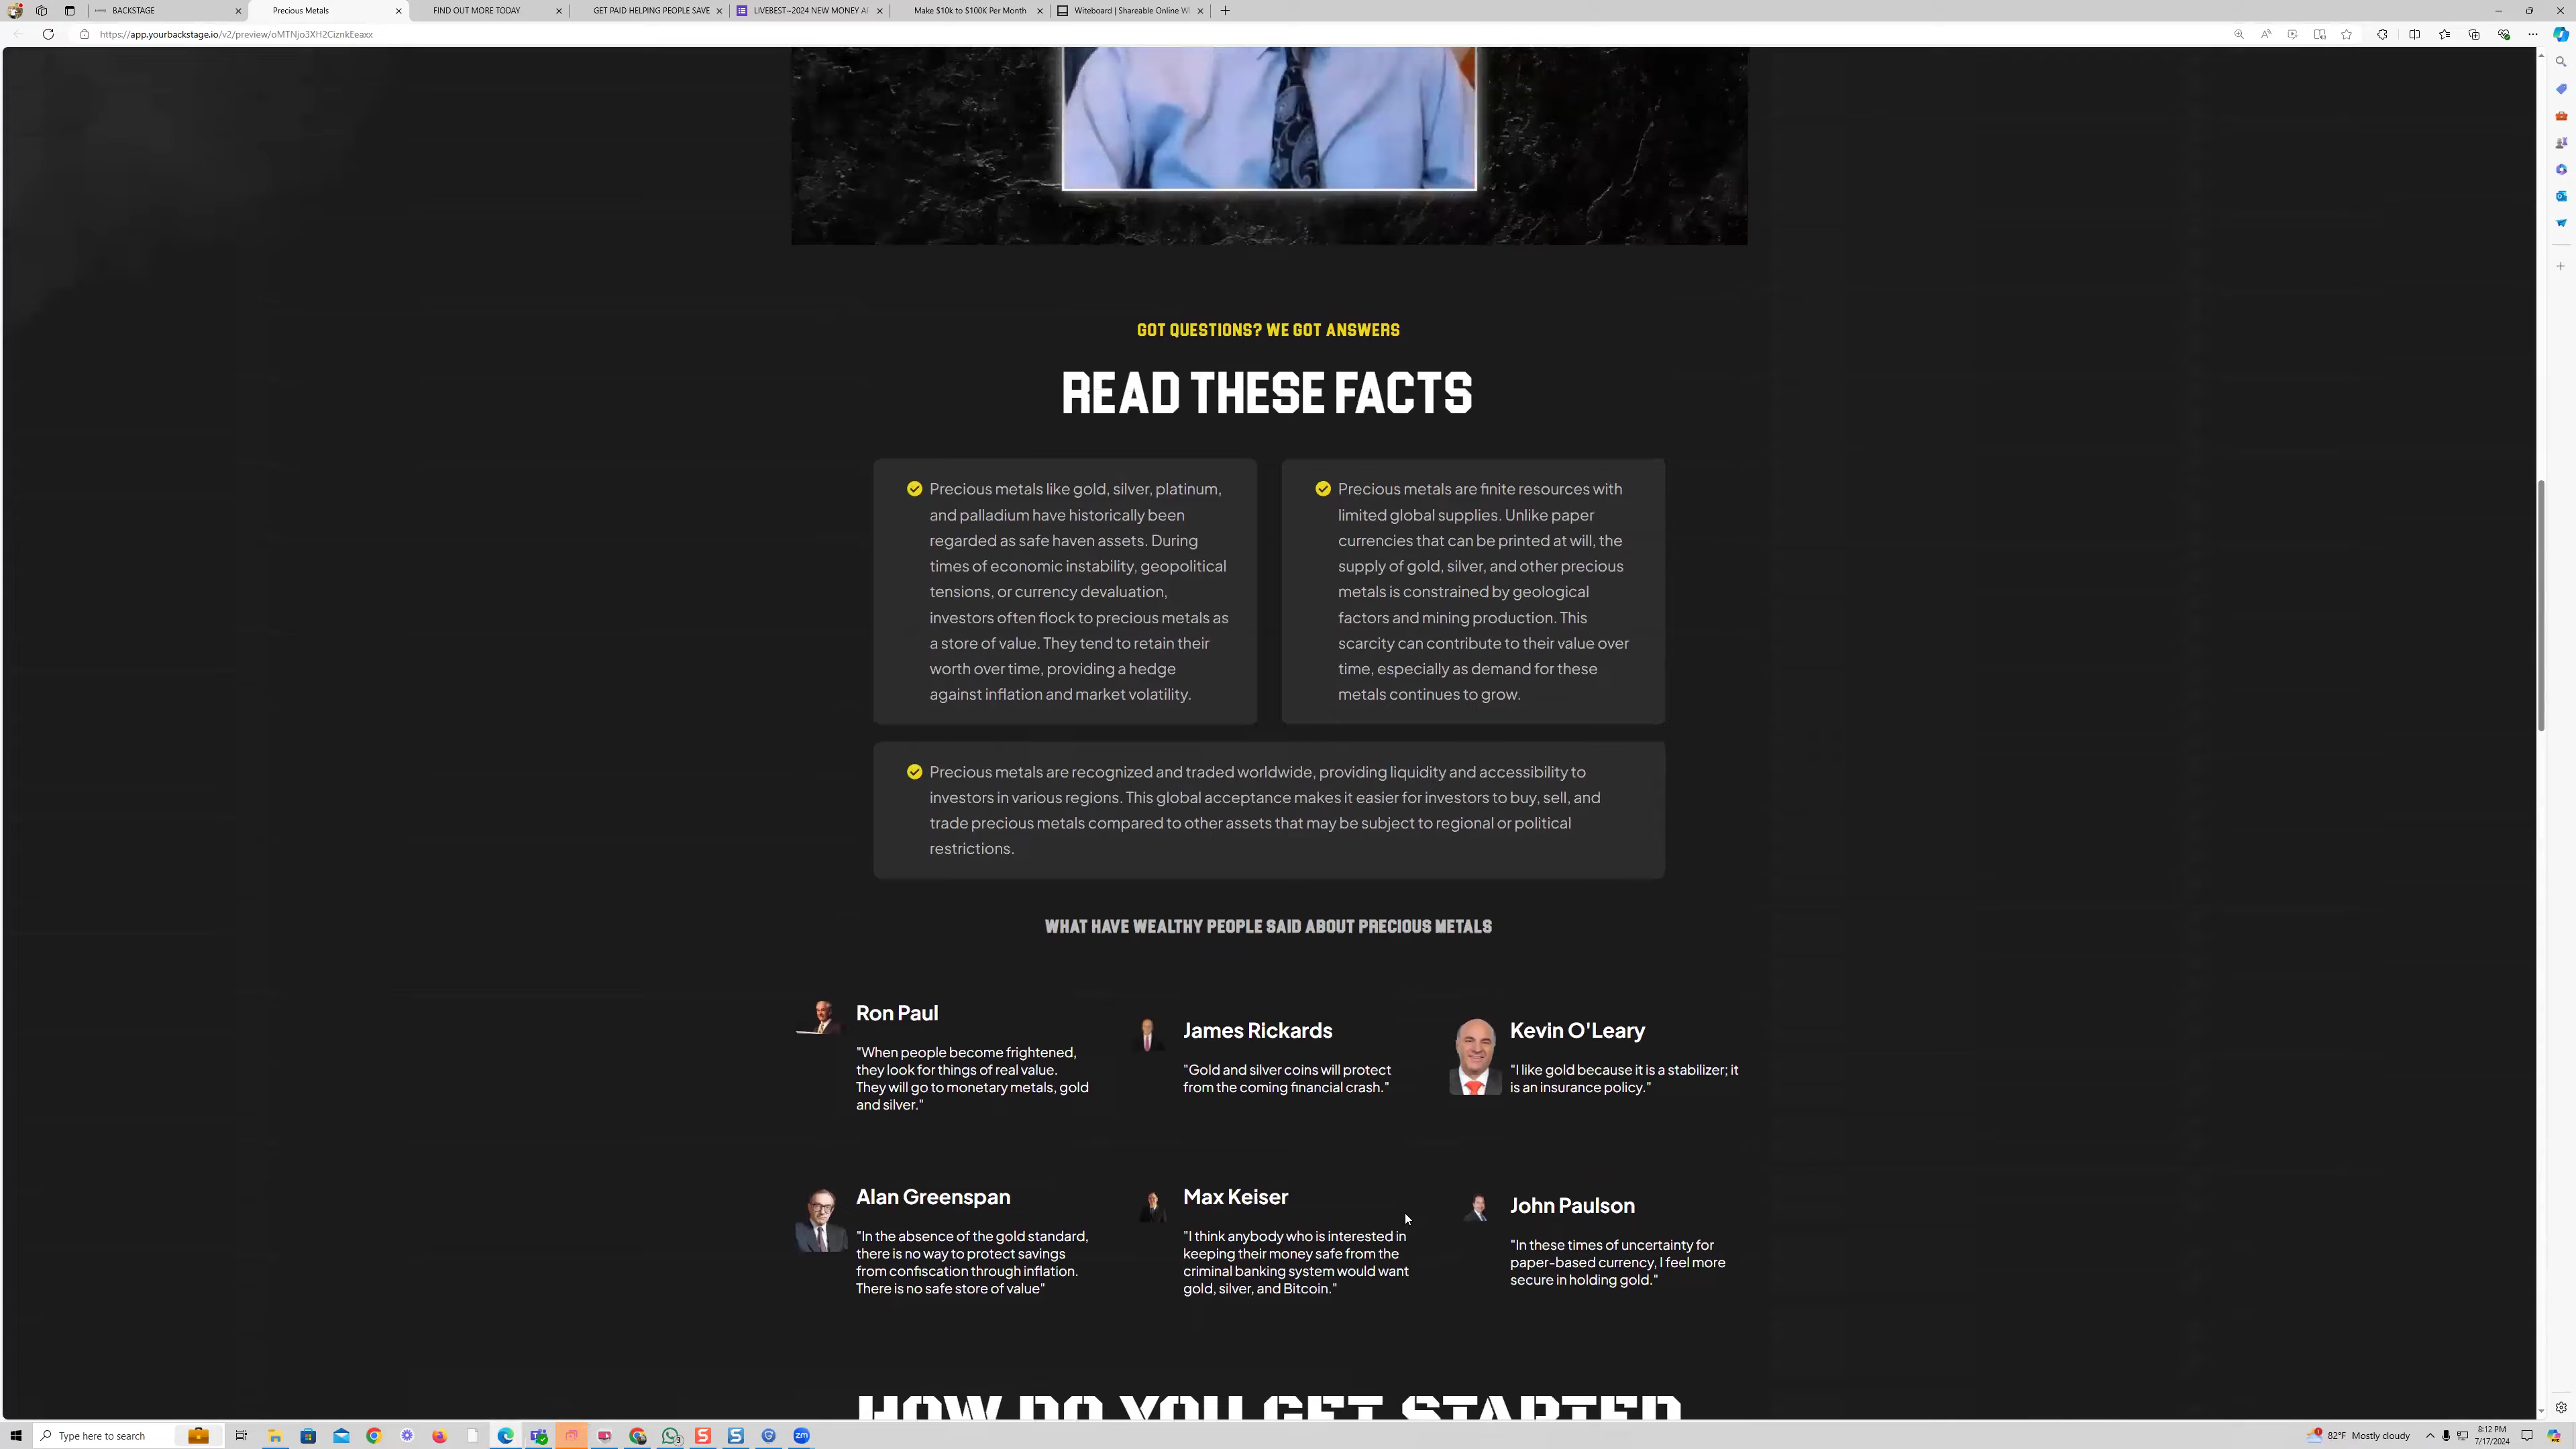 BACKSTAGE
Precious Metals
FIND OUT MORE TODAY
GET PAID HELPING PEOPLE SAVE
LIVEBEST~2024 NEW MONEY
Make $10k to $100K Per Month
Witeboard | Shareable Online W
https://app.yourbackstage.io/v2/preview/oMTNjo3XH2CiznkEeaxx
GOT QUESTIONS? WE GOT ANSWERS
READ THESE FACTS
Precious metals like gold, silver, platinum,
and palladium have historically been
regarded as safe haven assets. During
times of economic instability, geopolitical
tensions, or currency devaluation,
investors often flock to precious metals as
a store of value. They tend to retain their
worth over time, providing a hedge
against inflation and market volatility.
Precious metals are finite resources with
limited global supplies. Unlike paper
currencies that can be printed at will, the
supply of gold, silver, and other precious
metals is constrained by geological
factors and mining production. This
scarcity can contribute to their value over
time, especially as demand for these
metals continues to grow.
Precious metals are recognized and traded worldwide, providing liquidity and accessibility to
investors in various regions. This global acceptance makes it easier for investors to buy, sell, and
trade precious metals compared to other assets that may be subject to regional or political
restrictions.
WHAT HAVE WEALTHY PEOPLE SAID ABOUT PRECIOUS METALS
Ron Paul
"When people become frightened,
they look for things of real value.
They will go to monetary metals, gold
and silver."
James Rickards
"Gold and silver coins will protect
from the coming financial crash."
Kevin O'Leary
"I like gold because it is a stabilizer; it
is an insurance policy."
Alan Greenspan
"In the absence of the gold standard,
there is no way to protect savings
from confiscation through inflation.
There is no safe store of value"
Max Keiser
"I think anybody who is interested in
keeping their money safe from the
criminal banking system would want
gold, silver, and Bitcoin."
John Paulson
"In these times of uncertainty for
paper-based currency, I feel more
secure in holding gold."
HOW DO YOU GET STARTED
Type here to search
82°F Mostly cloudy
8:12 PM
7/17/2024